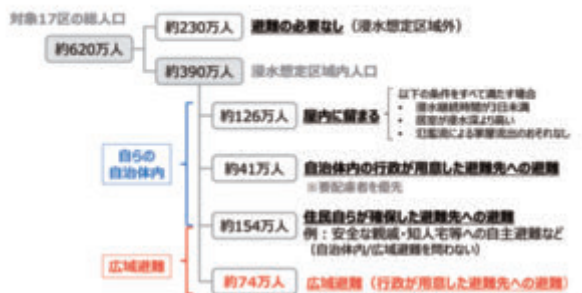 対象17区の総人口
約620万人
約230万人 避難の必要なし（浸水想定区域外）
約390万人 浸水想定区域内人口
約126万人 屋内に留まる
以下の条件をすべて満たす場合
・ 浸水継続時間が3日未満
・ 居室が浸水深より高い
・ 氾濫流による家屋流出のおそれなし
自らの
自治体内
約41万人 自治体内の行政が用意した避難先への避難
※要配慮者を優先
約154万人 住民自らが確保した避難先への避難
例：安全な親戚・知人宅等への自主避難など
（自治体内/広域避難を問わない）
広域避難
約74万人 広域避難（行政が用意した避難先への避難）